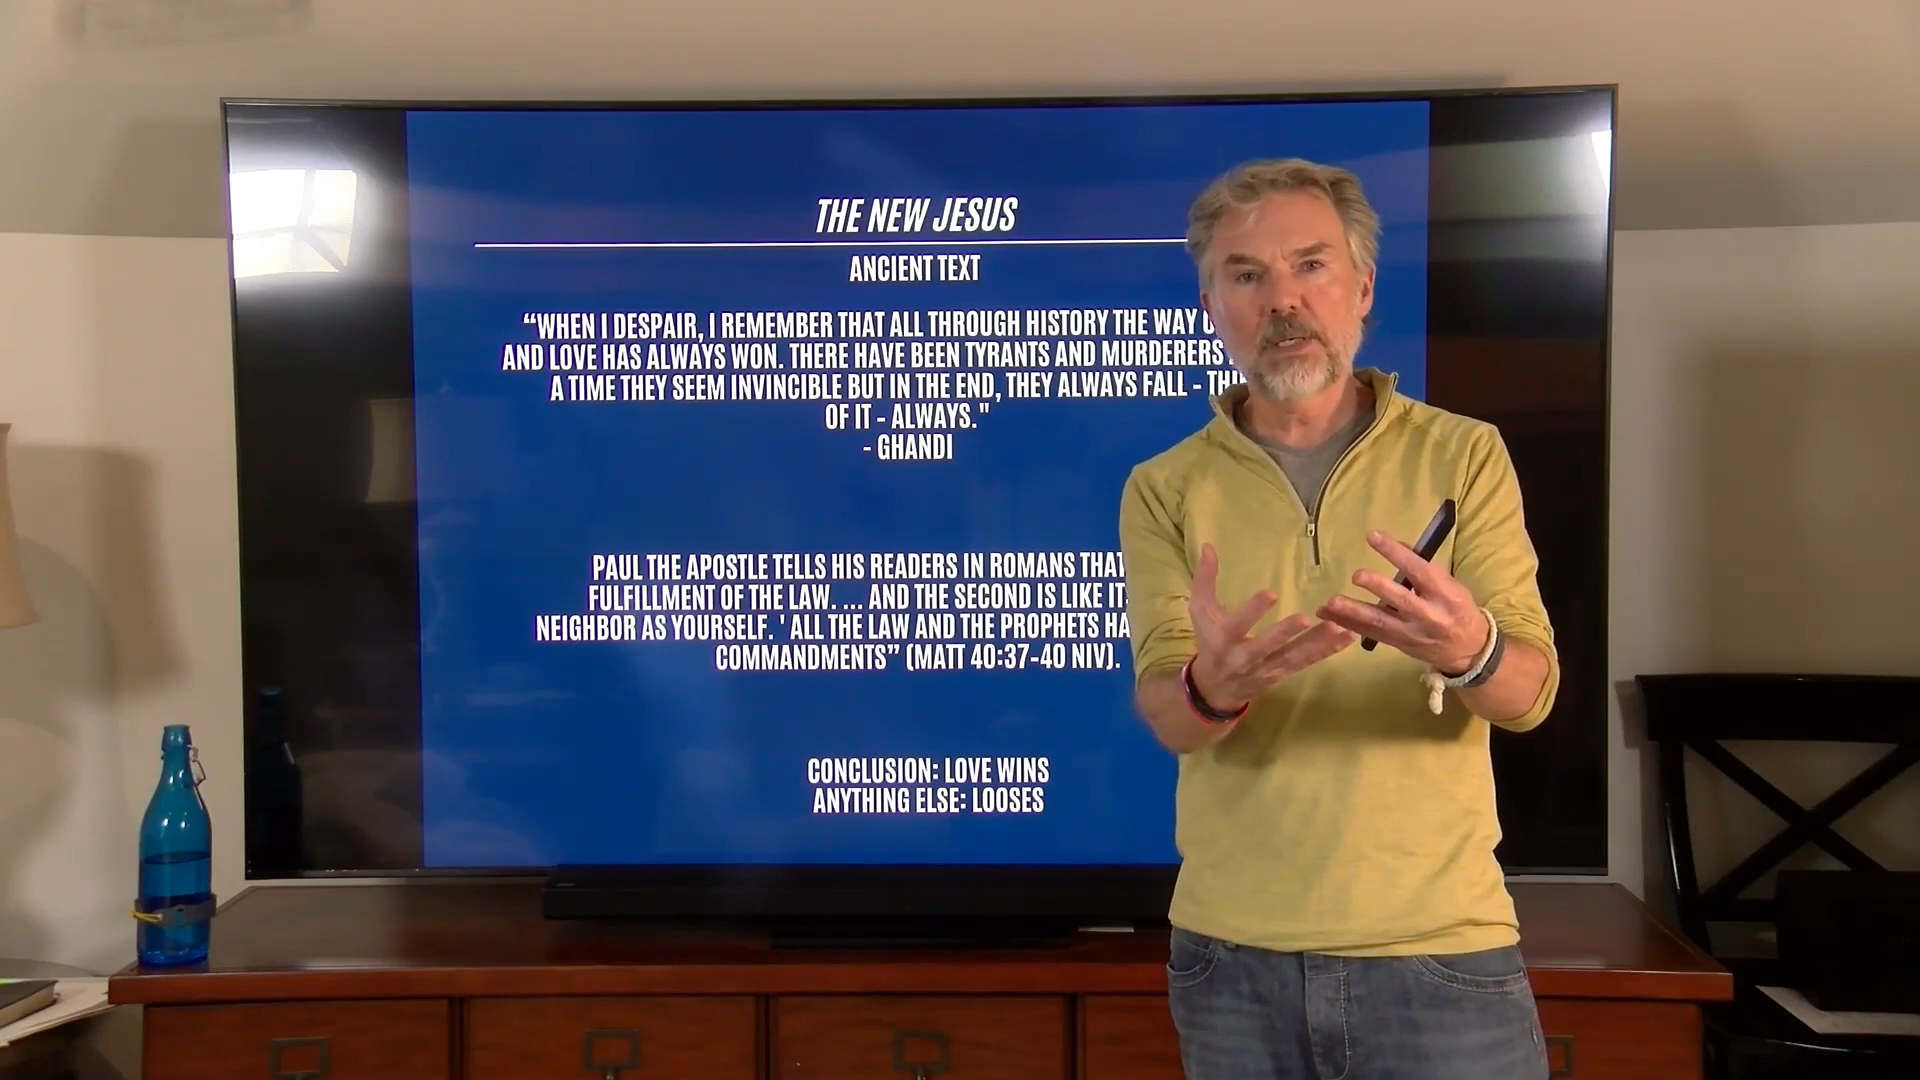 THE NEW JESUS
ANCIENT TEXT
“WHEN I DESPAIR, I REMEMBER THAT ALL THROUGH HISTORY THE WAY
AND LOVE HAS ALWAYS WON. THERE HAVE BEEN TYRANTS AND MURDERERS
A TIME THEY SEEM INVINCIBLE BUT IN THE END, THEY ALWAYS FALL -
OF IT - ALWAYS."
- GHANDI
PAUL THE APOSTLE TELLS HIS READERS IN ROMANS THAT
FULFILLMENT OF THE LAW. ... AND THE SECOND IS LIKE IT:
NEIGHBOR AS YOURSELF. ' ALL THE LAW AND THE PROPHETS
COMMANDMENTS” (MATT 40:37-40 NIV).
CONCLUSION: LOVE WINS
ANYTHING ELSE: LOOSES